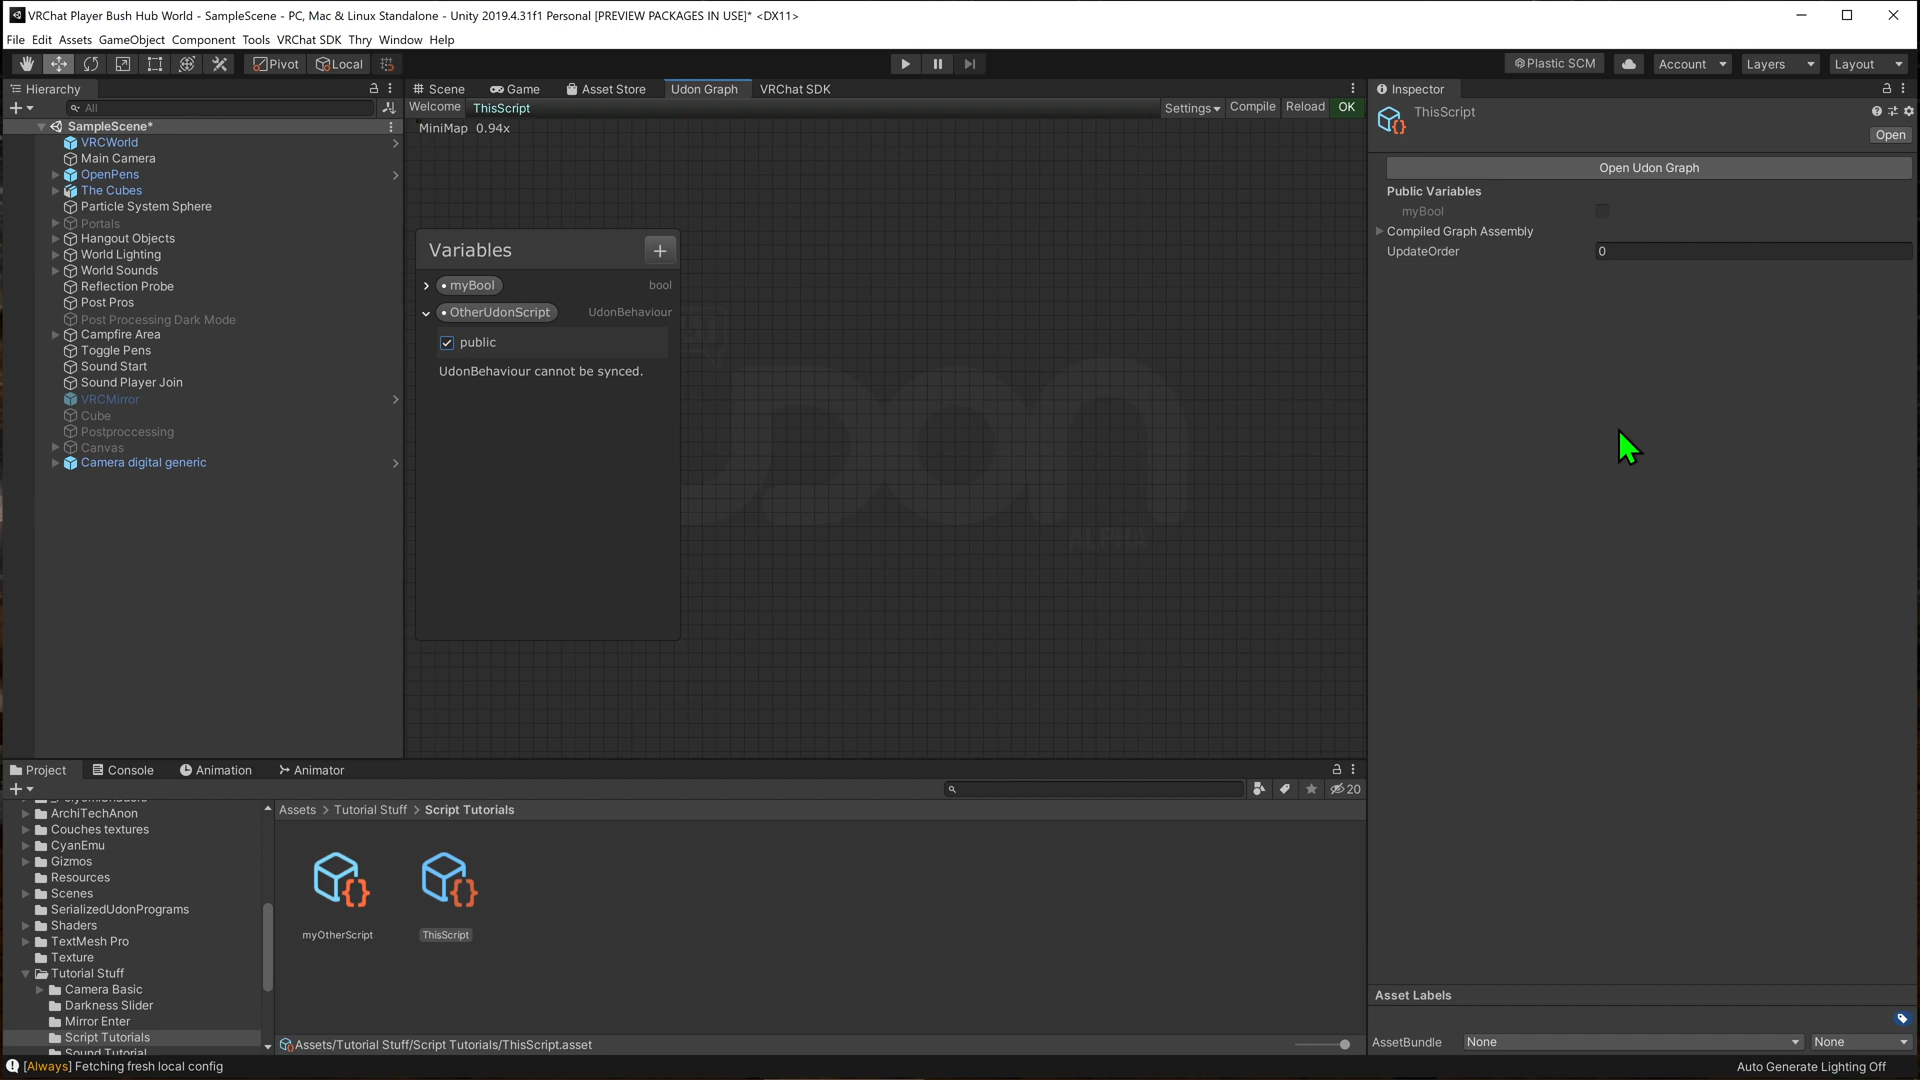 VRChat Player Bush Hub World - SampleScene - PC, Mac & Linux Standalone - Unity 2019.4.31f1 Personal [PREVIEW PACKAGES IN USE]* <DX11>
File Edit Assets GameObject Component Tools VRChat SDK Thry Window Help
Pivot Local Plastic SCM Account Layers Layout
Hierarchy
All
SampleScene*
VRCWorld
Main Camera
OpenPens
The Cubes
Particle System Sphere
Portals
Hangout Objects
World Lighting
World Sounds
Reflection Probe
Post Pros
Post Processing Dark Mode
Campfire Area
Toggle Pens
Sound Start
Sound Player Join
VRCMirror
Cube
Postproccessing
Canvas
Camera digital generic
Scene Game Asset Store Udon Graph VRChat SDK
Welcome ThisScript Settings Compile Reload OK
MiniMap 0.94x
Variables +
myBool bool
OtherUdonScript UdonBehaviour
public
UdonBehaviour cannot be synced.
ALPHA
Inspector
ThisScript
Open
Open Udon Graph
Public Variables
myBool
Compiled Graph Assembly
UpdateOrder 0
Project Console Animation Animator
20
ArchiTechAnon
Couches textures
CyanEmu
Gizmos
Resources
Scenes
SerializedUdonPrograms
Shaders
TextMesh Pro
Texture
Tutorial Stuff
Camera Basic
Darkness Slider
Mirror Enter
Script Tutorials
Sound Tutorial
Assets > Tutorial Stuff > Script Tutorials
myOtherScript ThisScript
Assets/Tutorial Stuff/Script Tutorials/ThisScript.asset
Asset Labels
AssetBundle None None
[Always] Fetching fresh local config
Auto Generate Lighting Off